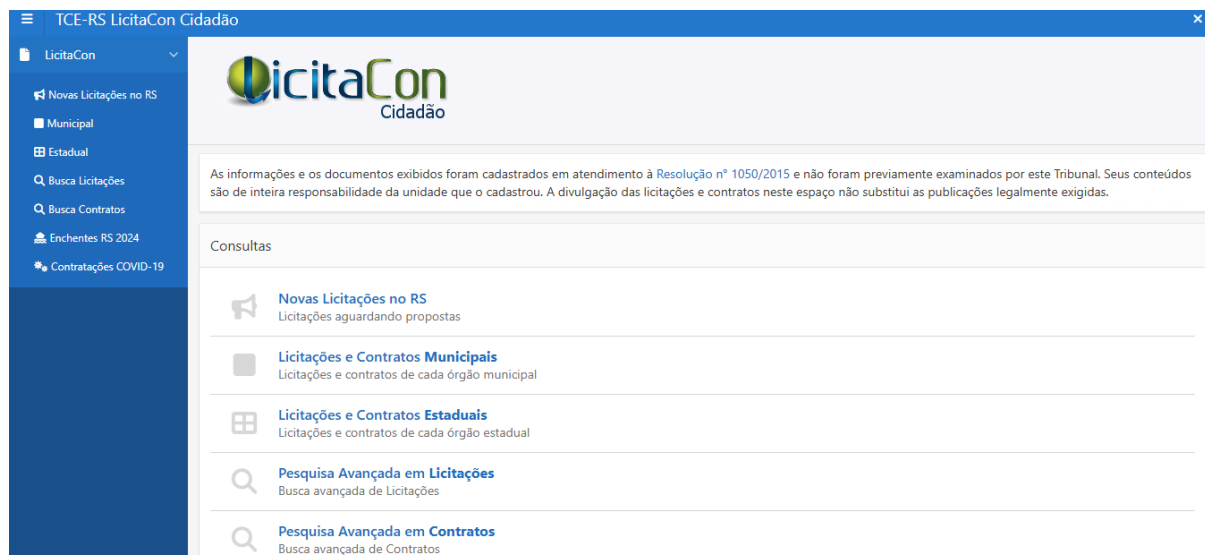 TCE-RS LicitaCon Cidadão
LicitaCon
Novas Licitações no RS
Municipal
Estadual
Busca Licitações
Busca Contratos
Enchentes RS 2024
Contratações COVID-19
LicitaCon
Cidadão
As informações e os documentos exibidos foram cadastrados em atendimento à Resolução nº 1050/2015 e não foram previamente examinados por este Tribunal. Seus conteúdos
são de inteira responsabilidade da unidade que o cadastrou. A divulgação das licitações e contratos neste espaço não substitui as publicações legalmente exigidas.
Consultas
Novas Licitações no RS
Licitações aguardando propostas
Licitações e Contratos Municipais
Licitações e contratos de cada órgão municipal
Licitações e Contratos Estaduais
Licitações e contratos de cada órgão estadual
Pesquisa Avançada em Licitações
Busca avançada de Licitações
Pesquisa Avançada em Contratos
Busca avançada de Contratos